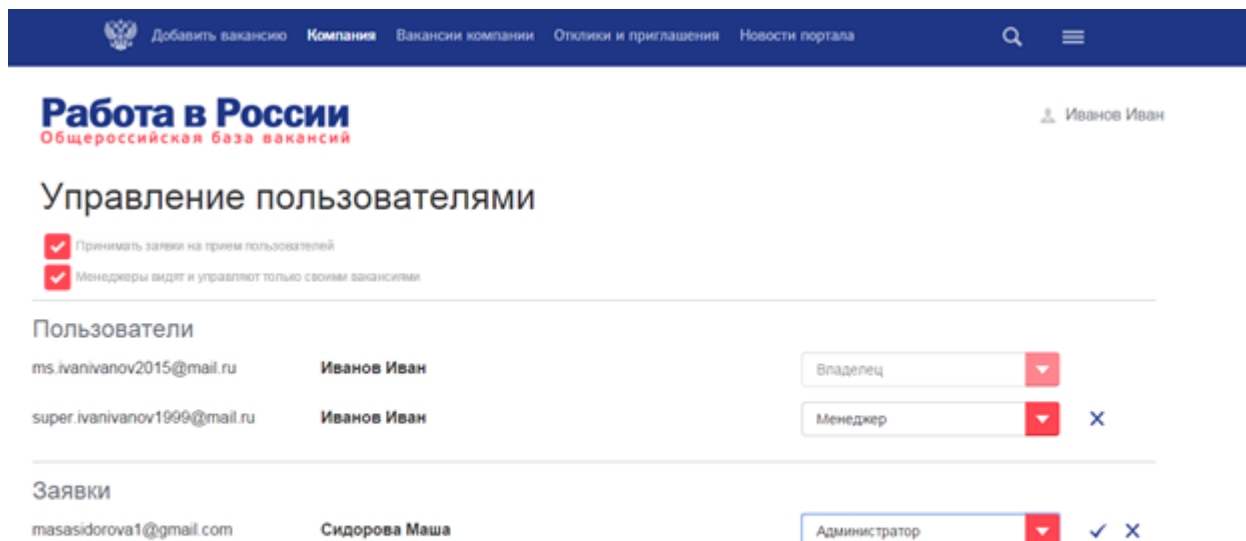 Добавить вакансию Компания Вакансии компании Отклики и приглашения Новости портала
Работа в России
Общероссийская база вакансий
Иванов Иван
Управление пользователями
Принимать заявки на прием пользователей
Менеджеры видят и управляют только своими вакансиями
Пользователи
ms.ivanivanov2015@mail.ru Иванов Иван Владелец
super.ivanivanov1999@mail.ru Иванов Иван Менеджер
Заявки
masasidorova1@gmail.com Сидорова Маша Администратор